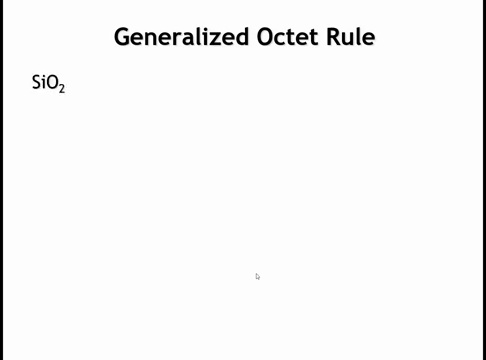 Generalized Octet Rule
SiO₂